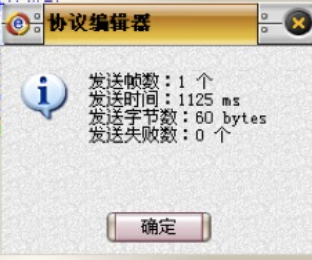 协议编辑器
发送帧数：1 个
发送时间：1125 ms
发送字节数：60 bytes
发送失败数：0 个
确定